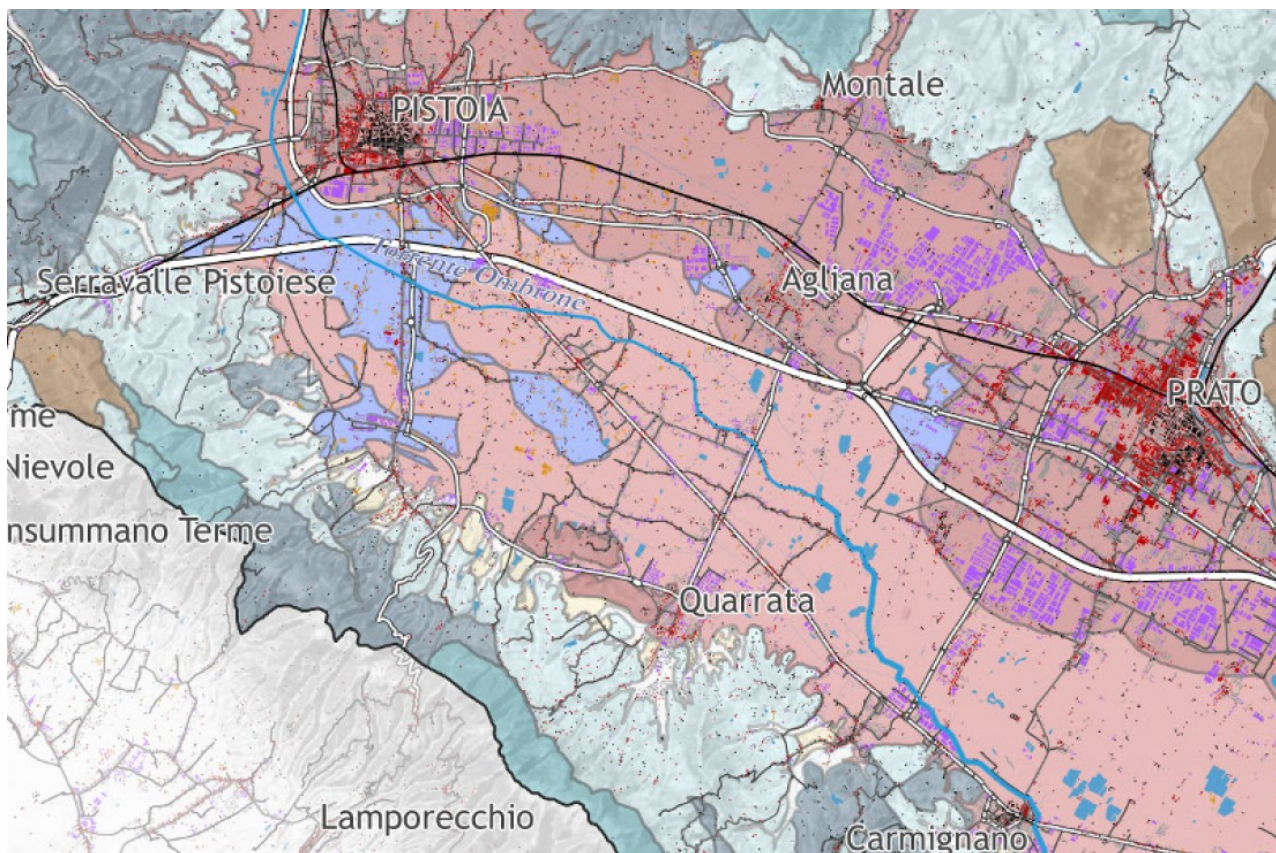 Montale
PISTOIA
Torrente Ombrone
Serravalle Pistoiese
Agliana
PRATO
me
Nievole
nsummano Terme
Quarrata
Lamporecchio
Carmignano